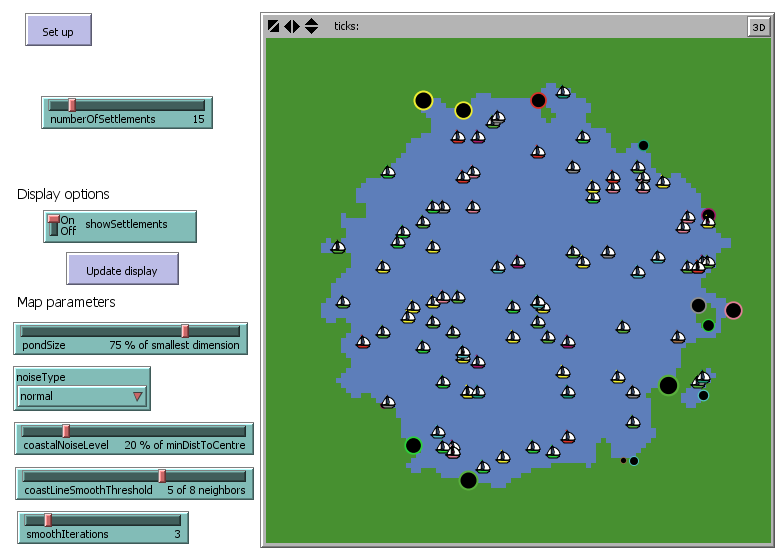 Set up
ticks:
3D
numberOfSettlements 15
Display options
On
Off
showSettlements
Update display
Map parameters
pondSize 75 % of smallest dimension
noiseType
normal
coastalNoiseLevel 20 % of minDistToCentre
coastLineSmoothThreshold 5 of 8 neighbors
smoothIterations 3